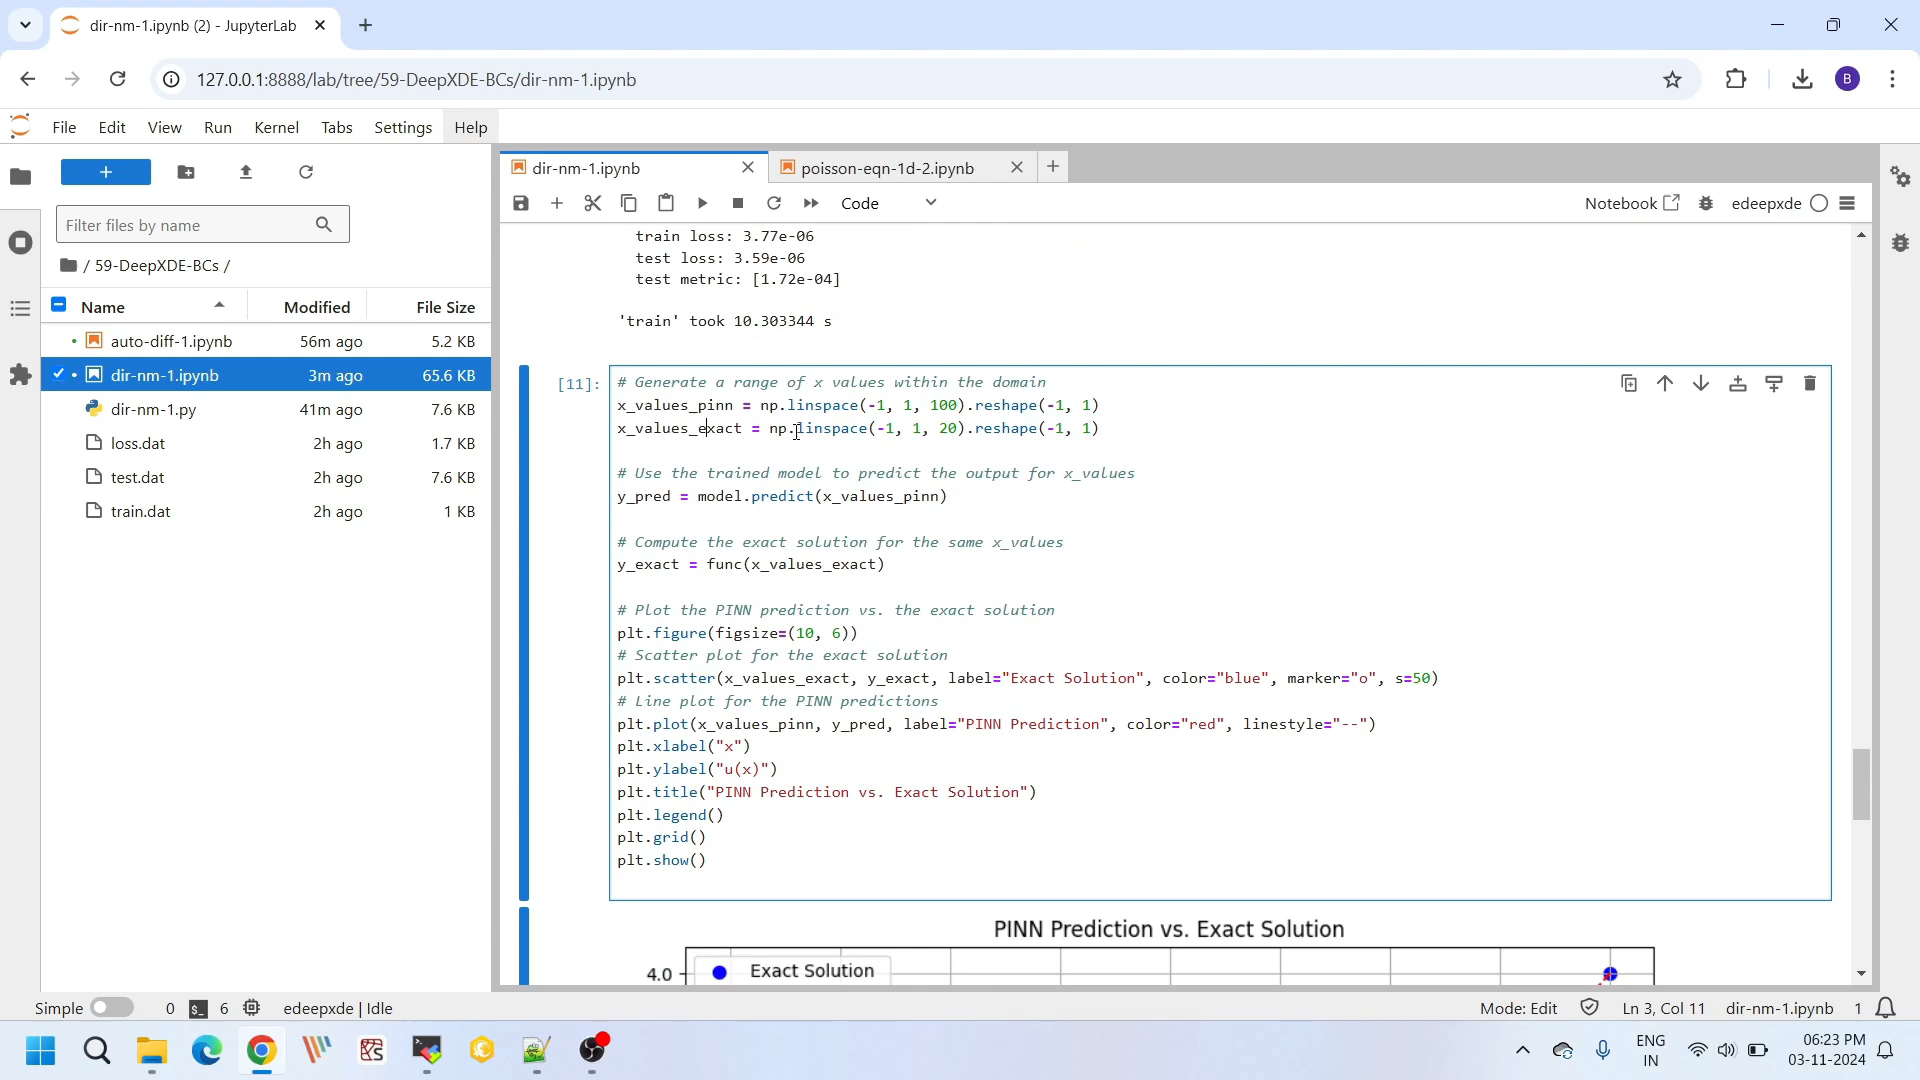 dir-nm-1.ipynb (2) - JupyterLab
127.0.0.1:8888/lab/tree/59-DeepXDE-BCs/dir-nm-1.ipynb
B
File Edit View Run Kernel Tabs Settings Help
dir-nm-1.ipynb
poisson-eqn-1d-2.ipynb
Code
Notebook
edeepxde
Filter files by name
/ 59-DeepXDE-BCs /
Name Modified File Size
auto-diff-1.ipynb 56m ago 5.2 KB
dir-nm-1.ipynb 3m ago 65.6 KB
dir-nm-1.py 41m ago 7.6 KB
loss.dat 2h ago 1.7 KB
test.dat 2h ago 7.6 KB
train.dat 2h ago 1 KB
train loss: 3.77e-06
test loss: 3.59e-06
test metric: [1.72e-04]
'train' took 10.303344 s
[11]:
# Generate a range of x values within the domain
x_values_pinn = np.linspace(-1, 1, 100).reshape(-1, 1)
x_values_exact = np.linspace(-1, 1, 20).reshape(-1, 1)
# Use the trained model to predict the output for x_values
y_pred = model.predict(x_values_pinn)
# Compute the exact solution for the same x_values
y_exact = func(x_values_exact)
# Plot the PINN prediction vs. the exact solution
plt.figure(figsize=(10, 6))
# Scatter plot for the exact solution
plt.scatter(x_values_exact, y_exact, label="Exact Solution", color="blue", marker="o", s=50)
# Line plot for the PINN predictions
plt.plot(x_values_pinn, y_pred, label="PINN Prediction", color="red", linestyle="--")
plt.xlabel("x")
plt.ylabel("u(x)")
plt.title("PINN Prediction vs. Exact Solution")
plt.legend()
plt.grid()
plt.show()
PINN Prediction vs. Exact Solution
4.0
Exact Solution
Simple 0 6 edeepxde | Idle
Mode: Edit Ln 3, Col 11 dir-nm-1.ipynb 1
ENG
IN
06:23 PM
03-11-2024